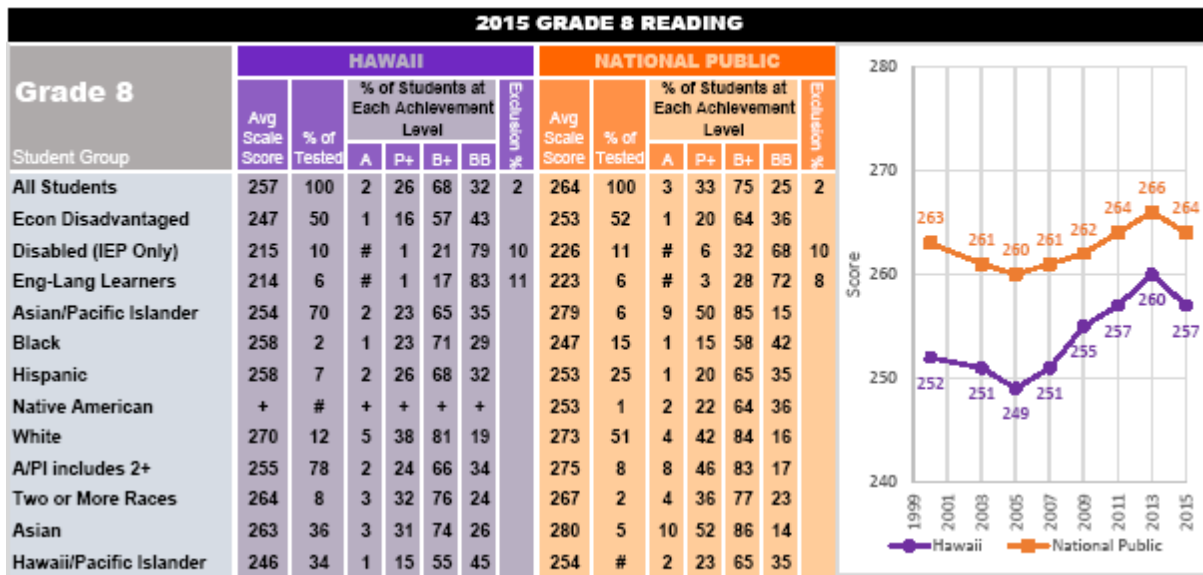 2015 GRADE 8 READING
HAWAII
NATIONAL PUBLIC
Grade 8
Student Group
Avg Scale Score
% of Tested
% of Students at Each Achievement Level
A P+ B+ BB
Exclusion %
Avg Scale Score
% of Tested
% of Students at Each Achievement Level
A P+ B+ BB
Exclusion %
All Students 257 100 2 26 68 32 2 264 100 3 33 75 25 2
Econ Disadvantaged 247 50 1 16 57 43 253 52 1 20 64 36
Disabled (IEP Only) 215 10 # 1 21 79 10 226 11 # 6 32 68 10
Eng-Lang Learners 214 6 # 1 17 83 11 223 6 # 3 28 72 8
Asian/Pacific Islander 254 70 2 23 65 35 279 6 9 50 85 15
Black 258 2 1 23 71 29 247 15 1 15 58 42
Hispanic 258 7 2 26 68 32 253 25 1 20 65 35
Native American + # + + + + 253 1 2 22 64 36
White 270 12 5 38 81 19 273 51 4 42 84 16
A/PI includes 2+ 255 78 2 24 66 34 275 8 8 46 83 17
Two or More Races 264 8 3 32 76 24 267 2 4 36 77 23
Asian 263 36 3 31 74 26 280 5 10 52 86 14
Hawaii/Pacific Islander 246 34 1 15 55 45 254 # 2 23 65 35
280
270
260
250
240
Score
263 261 260 261 262 264 266 264
252 251 249 251 255 257 260 257
1999 2001 2003 2005 2007 2009 2011 2013 2015
Hawaii National Public